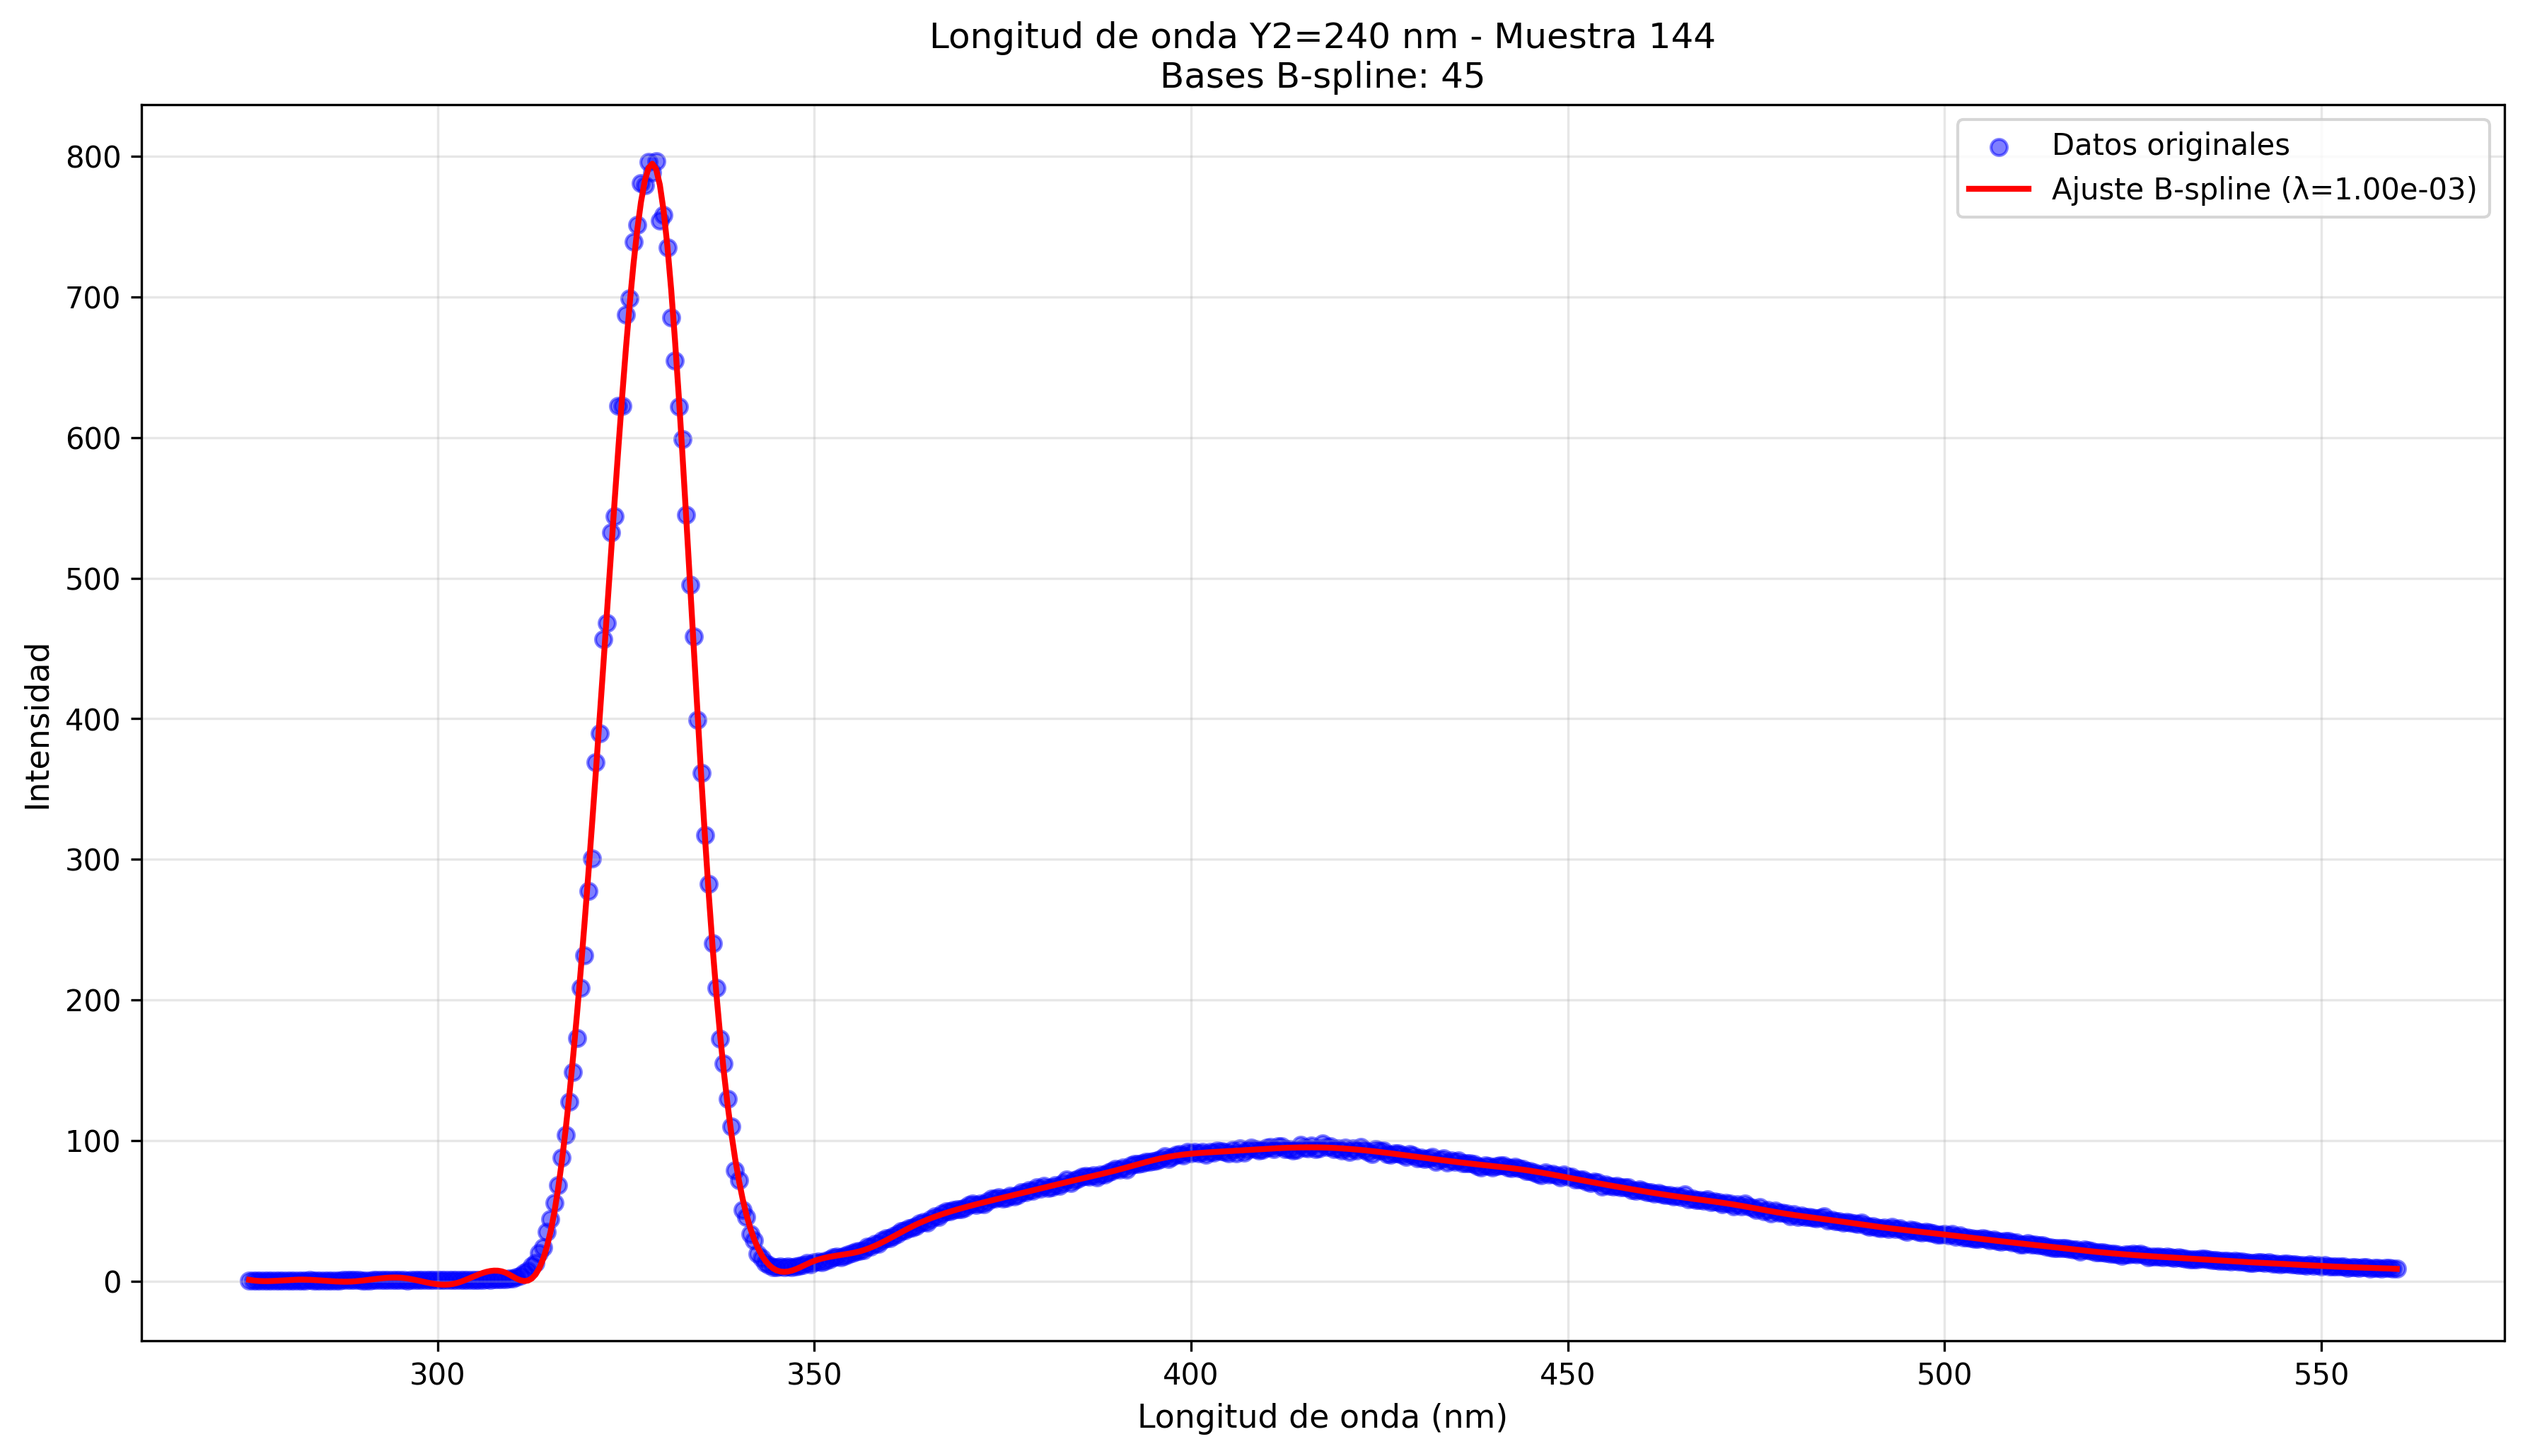 Longitud de onda Y2=240 nm - Muestra 144
Bases B-spline: 45
Datos originales
Ajuste B-spline (λ=1.00e-03)
Intensidad
800
700
600
500
400
300
200
100
0
300
350
400
450
500
550
Longitud de onda (nm)